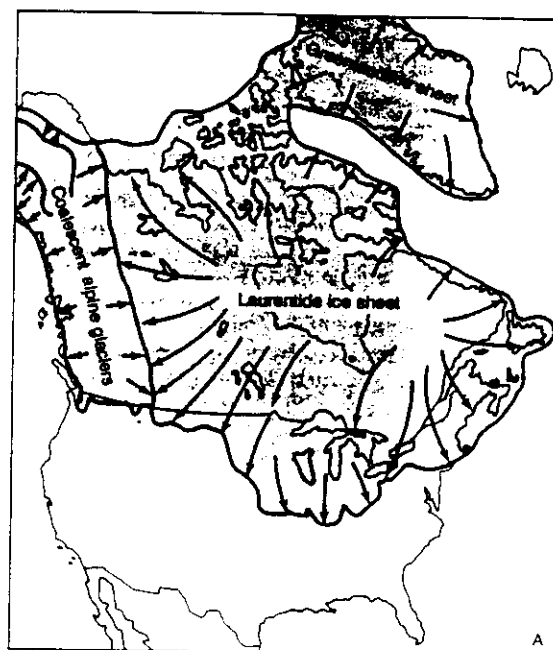 Greenland ice sheet
Coalescent alpine glaciers
Laurentide ice sheet
A